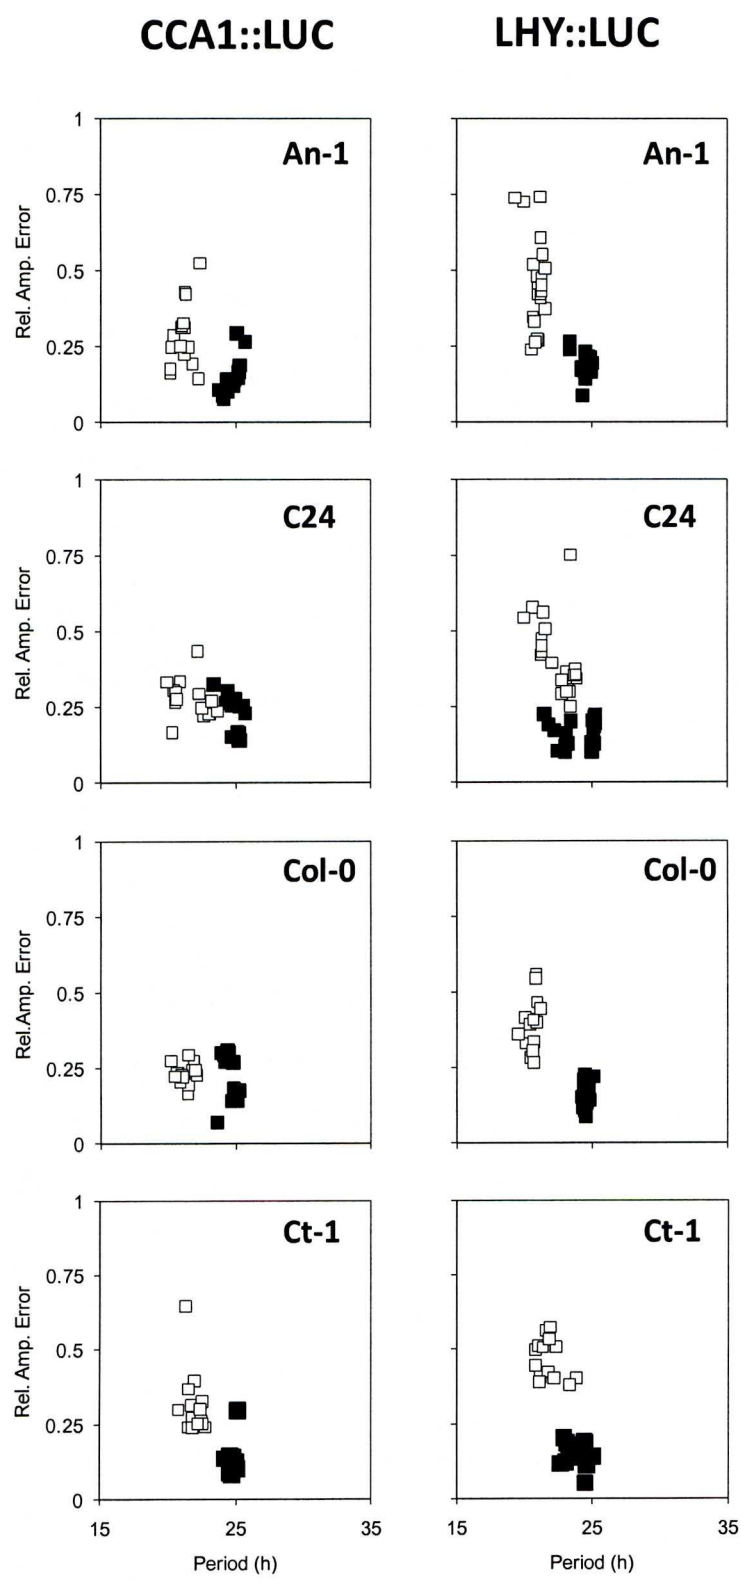 CCA1::LUC LHY::LUC
An-1 An-1
1
0.75
0.5
0.25
0
Rel. Amp. Error
C24 C24
1
0.75
0.5
0.25
0
Rel. Amp. Error
Col-0 Col-0
1
0.75
0.5
0.25
0
Rel.Amp. Error
Ct-1 Ct-1
1
0.75
0.5
0.25
0
Rel. Amp. Error
15 25 35 15 25 35
Period (h) Period (h)